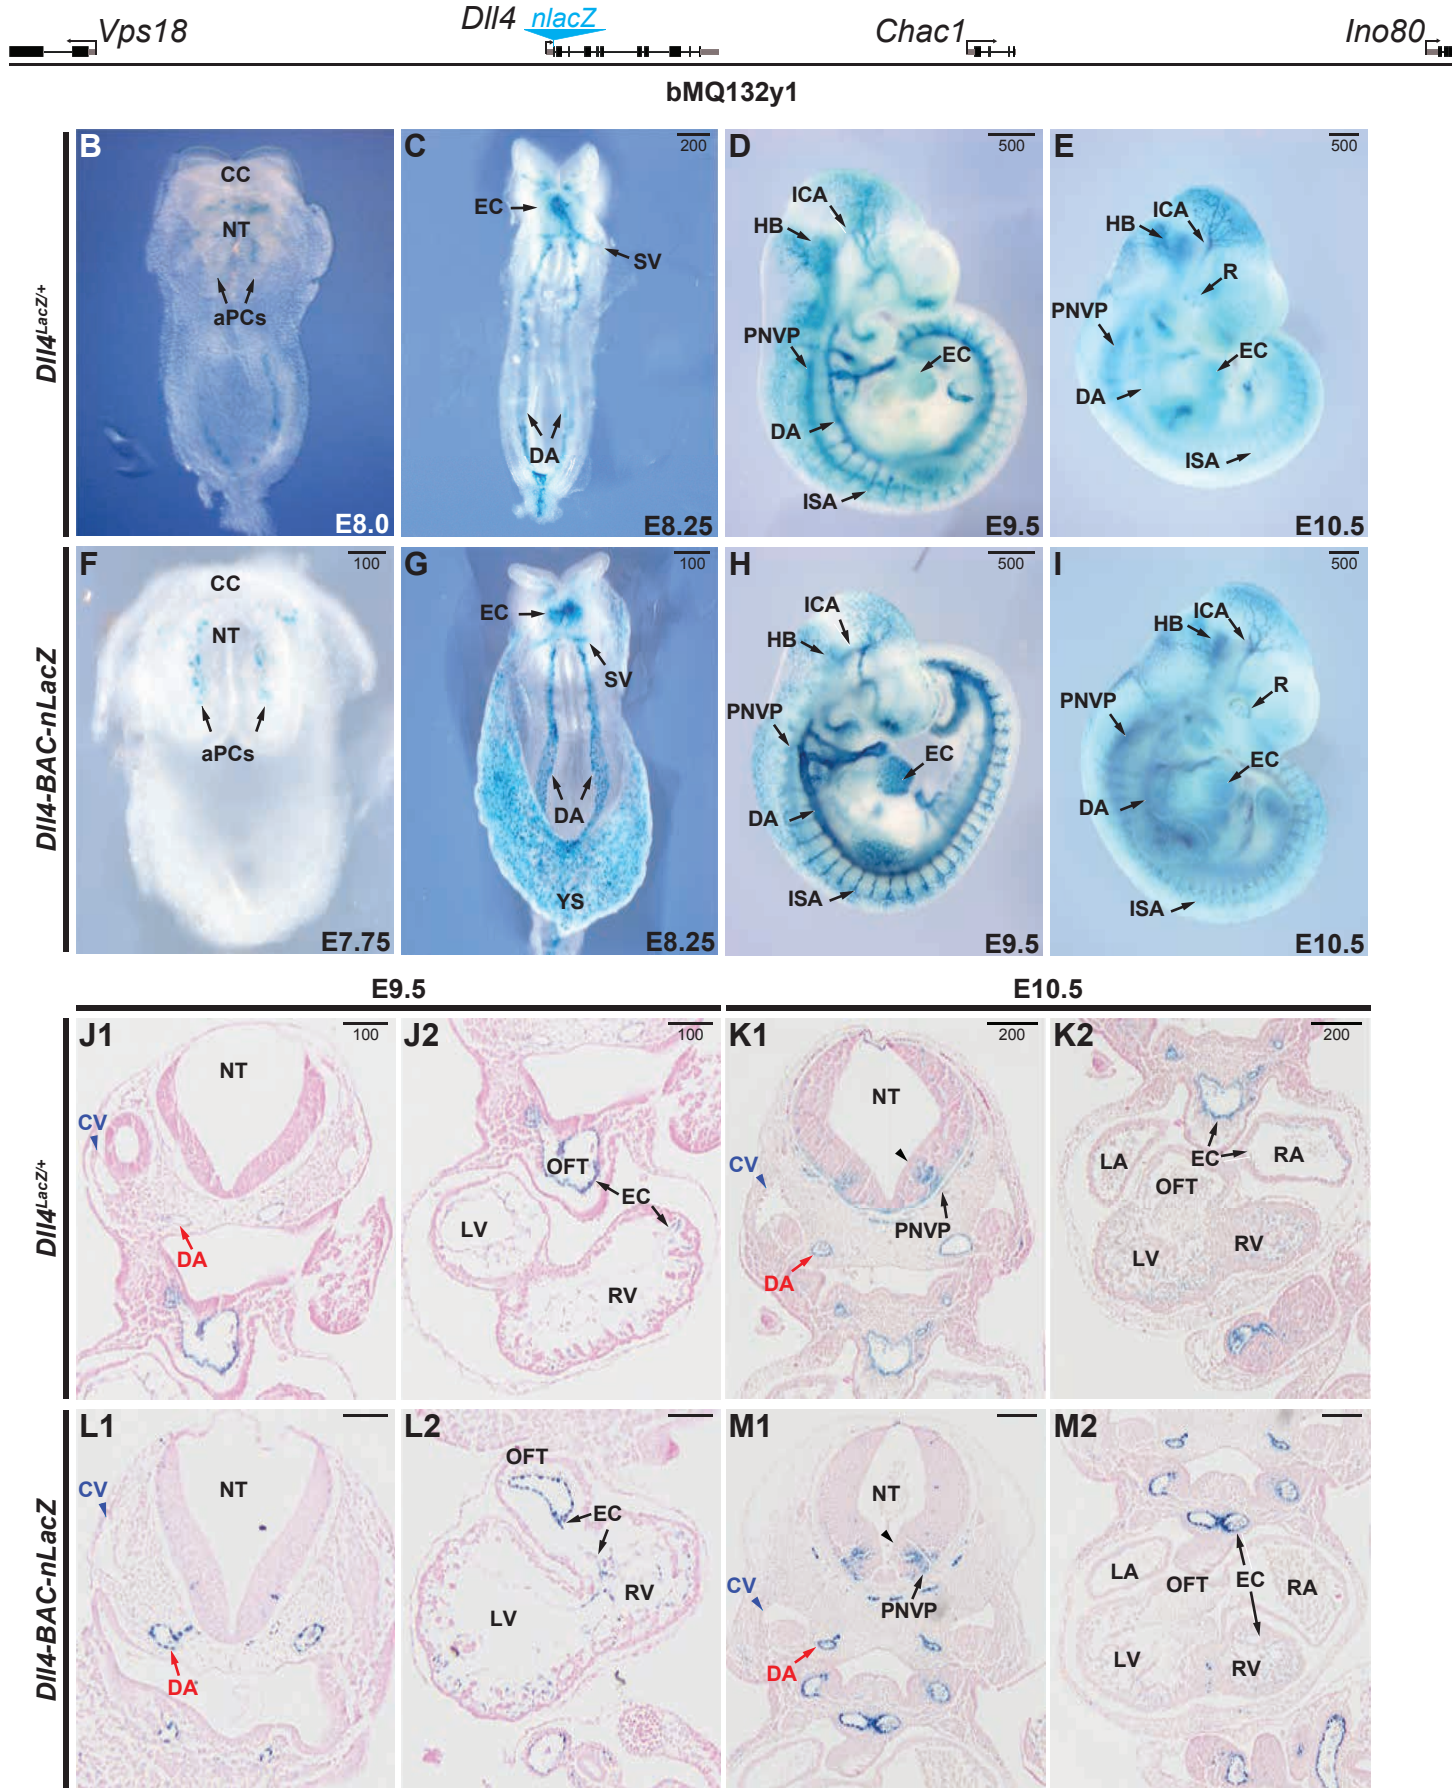 Vps18 Dll4 nlacZ Chac1 Ino80
bMQ132y1
Dll4LacZ/+
B CC NT aPCs E8.0
C 200 EC SV DA E8.25
D 500 ICA HB PNVP EC DA ISA E9.5
E 500 ICA HB R PNVP EC DA ISA E10.5
Dll4-BAC-nLacZ
F 100 CC NT aPCs E7.75
G 100 EC SV DA YS E8.25
H 500 ICA HB PNVP EC DA ISA E9.5
I 500 ICA HB R PNVP EC DA ISA E10.5
E9.5 E10.5
Dll4LacZ/+
J1 100 NT CV DA
J2 100 OFT EC LV RV
K1 200 NT CV PNVP DA
K2 200 LA EC RA OFT LV RV
Dll4-BAC-nLacZ
L1 CV NT DA
L2 OFT EC RV LV
M1 NT CV PNVP DA
M2 LA OFT EC RA LV RV